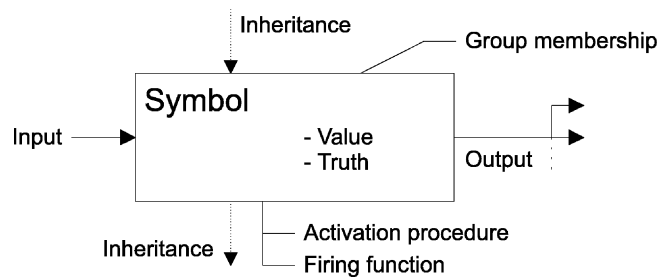 Inheritance
Group membership
Symbol
Input
- Value
- Truth
Output
Inheritance
Activation procedure
Firing function